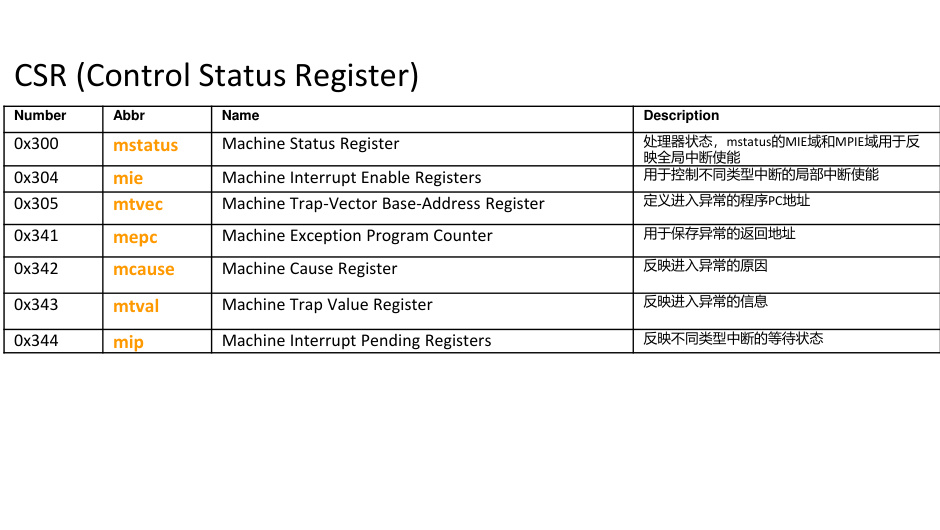 CSR (Control Status Register)
Number Abbr Name Description
0x300 mstatus Machine Status Register 处理器状态，mstatus的MIE域和MPIE域用于反
映全局中断使能
0x304 mie Machine Interrupt Enable Registers 用于控制不同类型中断的局部中断使能
0x305 mtvec Machine Trap-Vector Base-Address Register 定义进入异常的程序PC地址
0x341 mepc Machine Exception Program Counter 用于保存异常的返回地址
0x342 mcause Machine Cause Register 反映进入异常的原因
0x343 mtval Machine Trap Value Register 反映进入异常的信息
0x344 mip Machine Interrupt Pending Registers 反映不同类型中断的等待状态